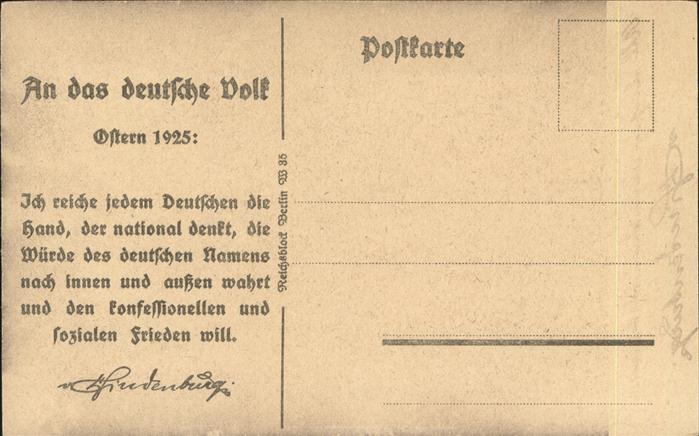 An das deutsche Volk
Ostern 1925:
Ich reiche jedem Deutschen die
Hand, der national denkt, die
Würde des deutschen Namens
nach innen und außen wahrt
und den konfessionellen und
sozialen Frieden will.
v. Hindenburg.
Reichsblock Berlin W 35
Postkarte